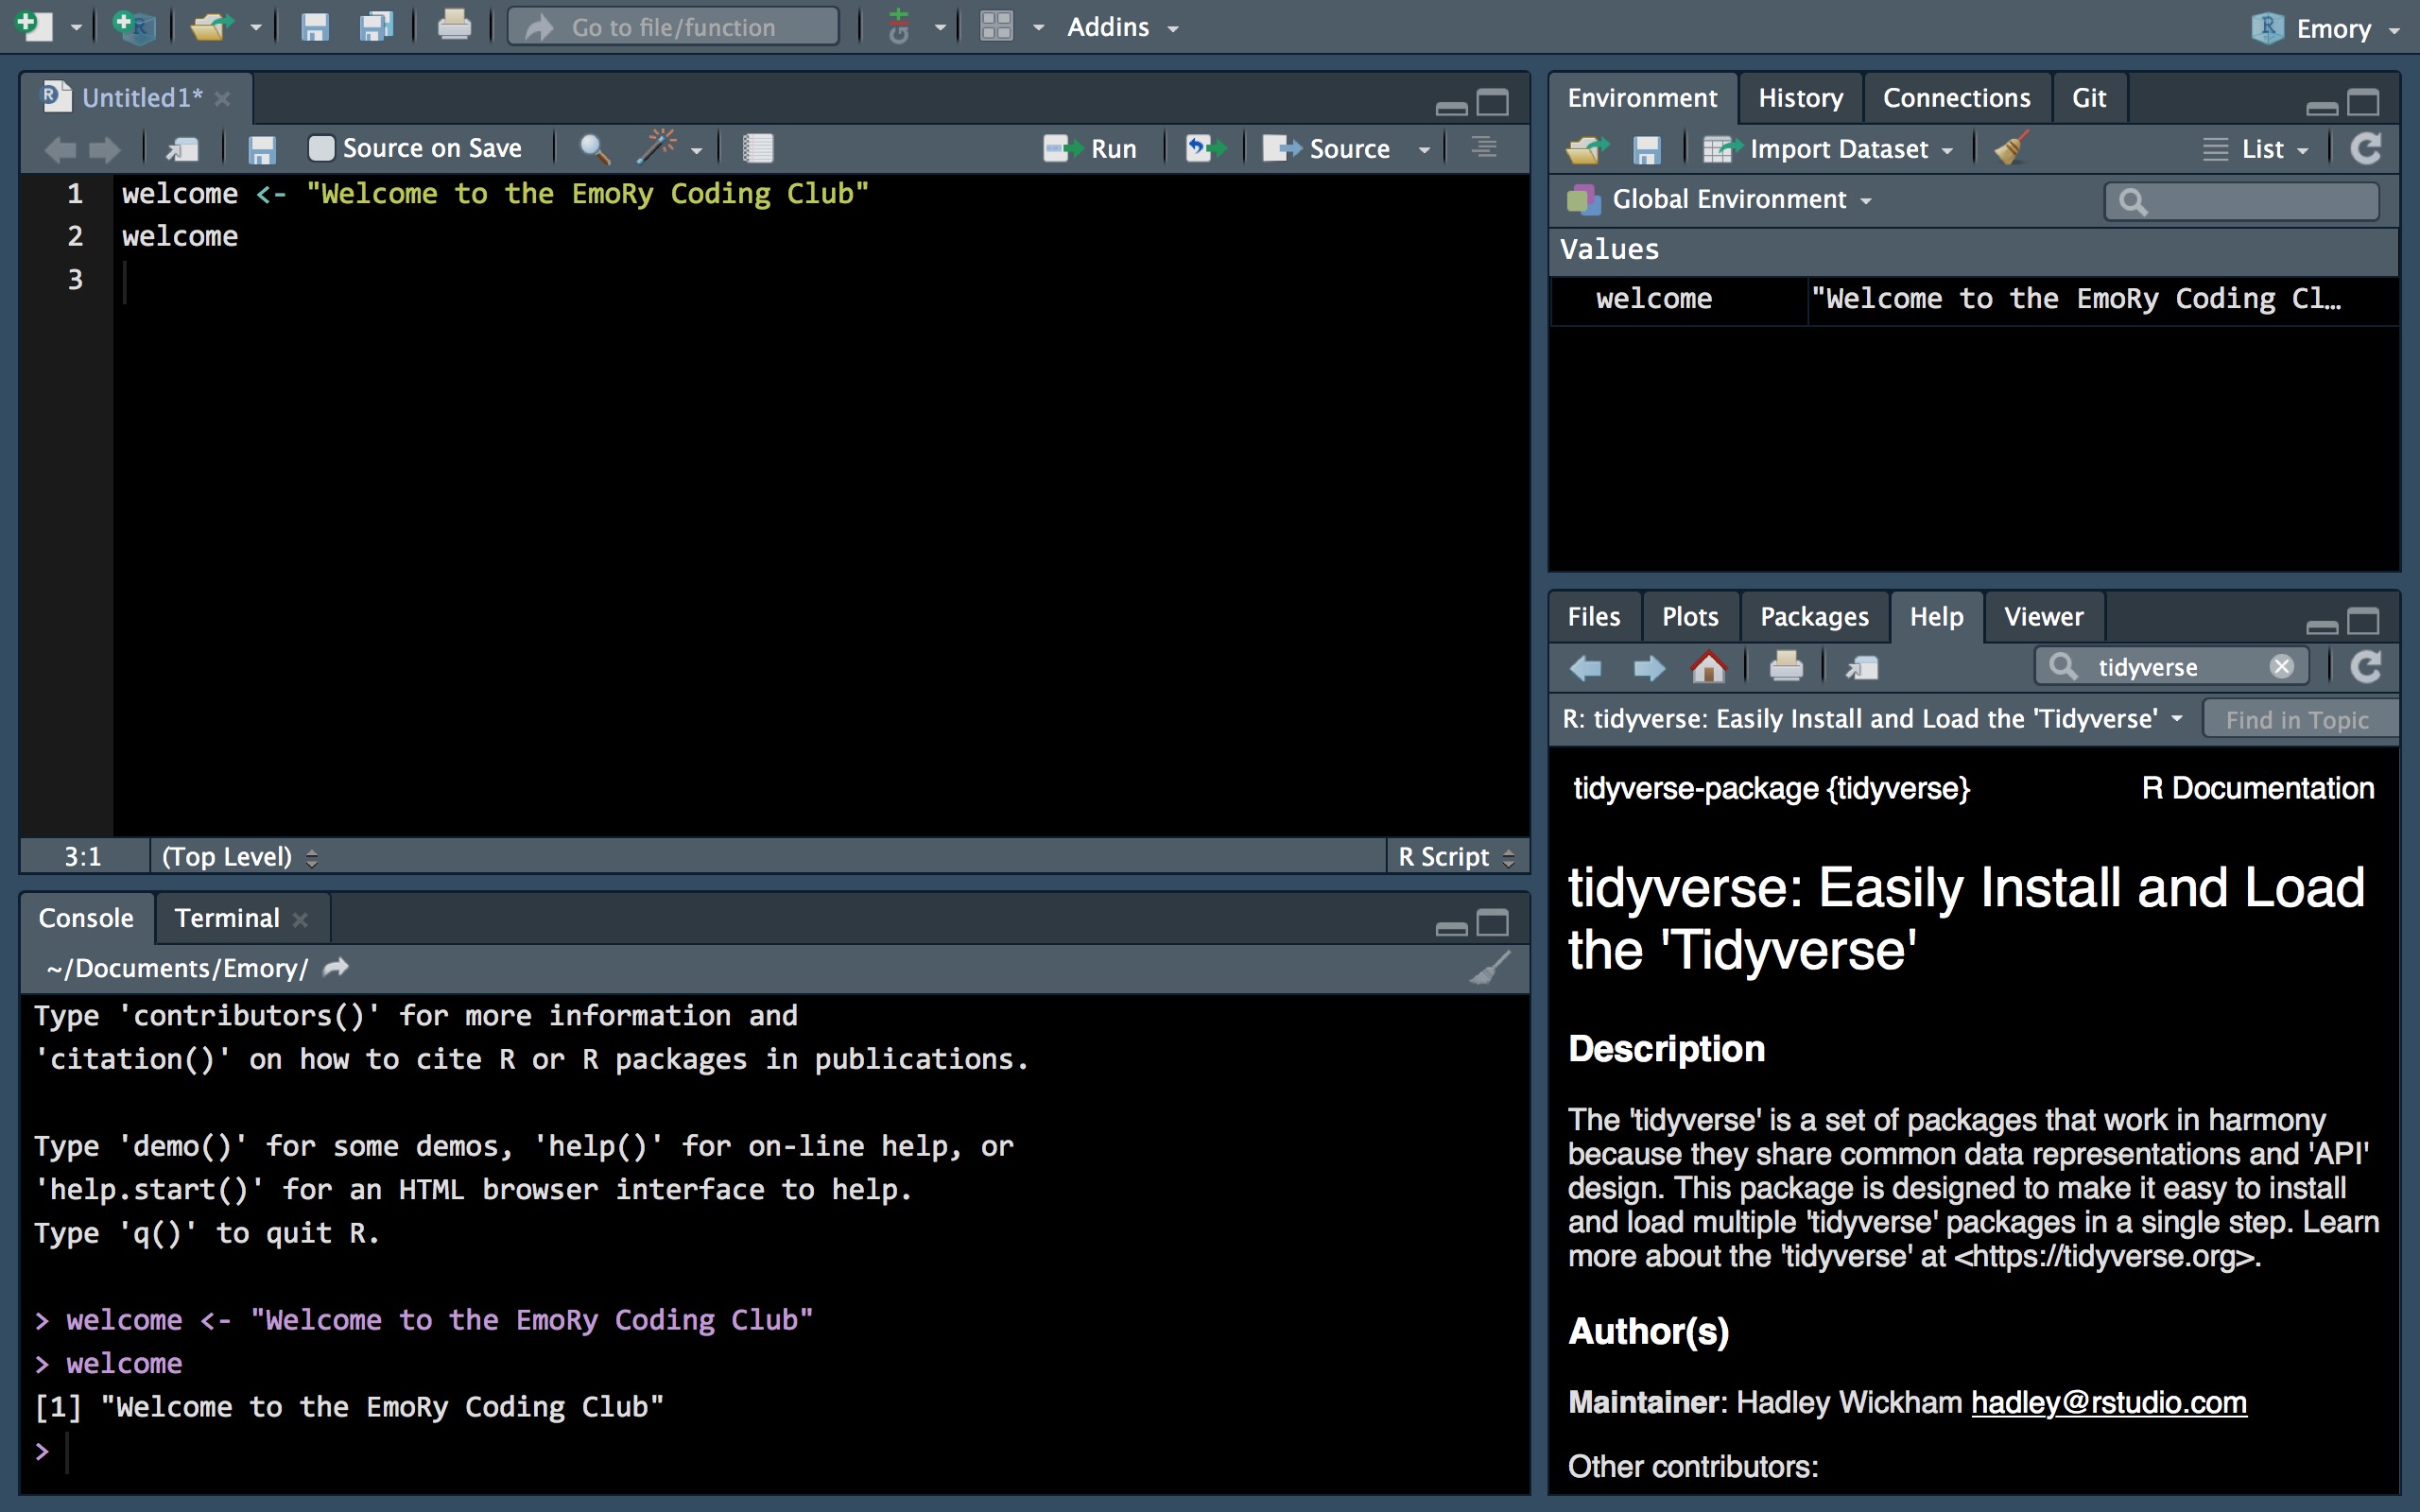 Go to file/function
Addins
Emory
Untitled1*
Source on Save
Run
Source
1 welcome <- "Welcome to the EmoRy Coding Club"
2 welcome
3
3:1 (Top Level) R Script
Console Terminal
~/Documents/Emory/
Type 'contributors()' for more information and
'citation()' on how to cite R or R packages in publications.
Type 'demo()' for some demos, 'help()' for on-line help, or
'help.start()' for an HTML browser interface to help.
Type 'q()' to quit R.
> welcome <- "Welcome to the EmoRy Coding Club"
> welcome
[1] "Welcome to the EmoRy Coding Club"
>
Environment History Connections Git
Import Dataset List
Global Environment
Values
welcome "Welcome to the EmoRy Coding Cl…
Files Plots Packages Help Viewer
tidyverse
R: tidyverse: Easily Install and Load the 'Tidyverse' Find in Topic
tidyverse-package {tidyverse} R Documentation
tidyverse: Easily Install and Load
the 'Tidyverse'
Description
The 'tidyverse' is a set of packages that work in harmony
because they share common data representations and 'API'
design. This package is designed to make it easy to install
and load multiple 'tidyverse' packages in a single step. Learn
more about the 'tidyverse' at <https://tidyverse.org>.
Author(s)
Maintainer: Hadley Wickham hadley@rstudio.com
Other contributors: